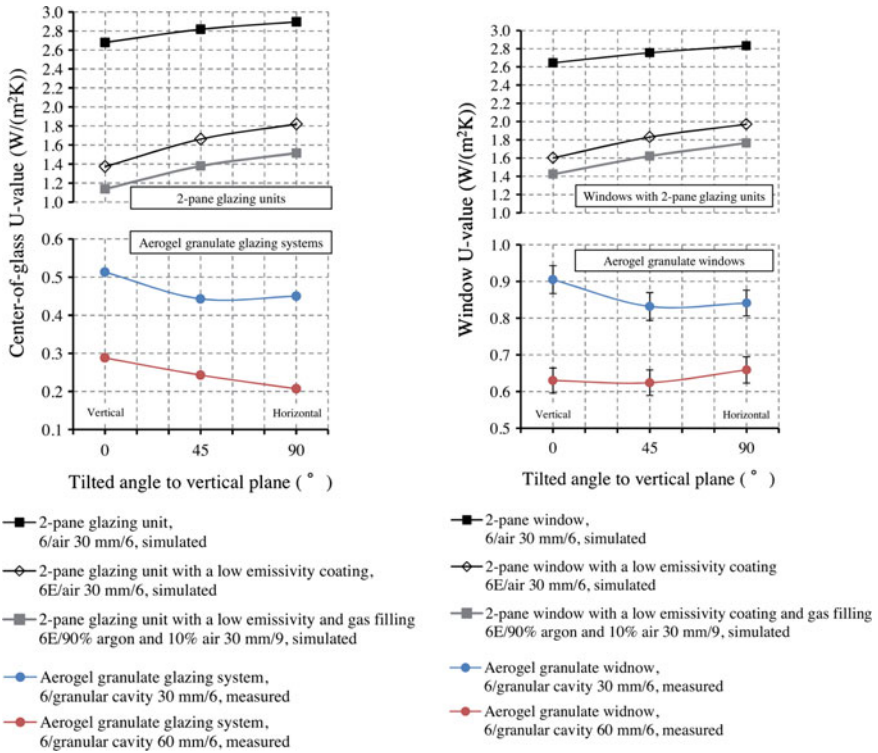 Center-of-glass U-value (W/(m²K))
3.0
2.8
2.6
2.4
2.2
2.0
1.8
1.6
1.4
1.2
1.0
2-pane glazing units
0.6
0.5
0.4
0.3
0.2
0.1
Aerogel granulate glazing systems
Vertical
Horizontal
0
45
90
Tilted angle to vertical plane ( ° )
2-pane glazing unit,
6/air 30 mm/6, simulated
2-pane glazing unit with a low emissivity coating,
6E/air 30 mm/6, simulated
2-pane glazing unit with a low emissivity and gas filling
6E/90% argon and 10% air 30 mm/9, simulated
Aerogel granulate glazing system,
6/granular cavity 30 mm/6, measured
Aerogel granulate glazing system,
6/granular cavity 60 mm/6, measured
Window U-value (W/(m²K))
3.0
2.8
2.6
2.4
2.2
2.0
1.8
1.6
1.4
1.2
1.0
Windows with 2-pane glazing units
1.0
0.9
0.8
0.7
0.6
0.5
Aerogel granulate windows
Vertical
Horizontal
0
45
90
Tilted angle to vertical plane ( ° )
2-pane window,
6/air 30 mm/6, simulated
2-pane window with a low emissivity coating
6E/air 30 mm/6, simulated
2-pane window with a low emissivity coating and gas filling
6E/90% argon and 10% air 30 mm/9, simulated
Aerogel granulate widnow,
6/granular cavity 30 mm/6, measured
Aerogel granulate widnow,
6/granular cavity 60 mm/6, measured